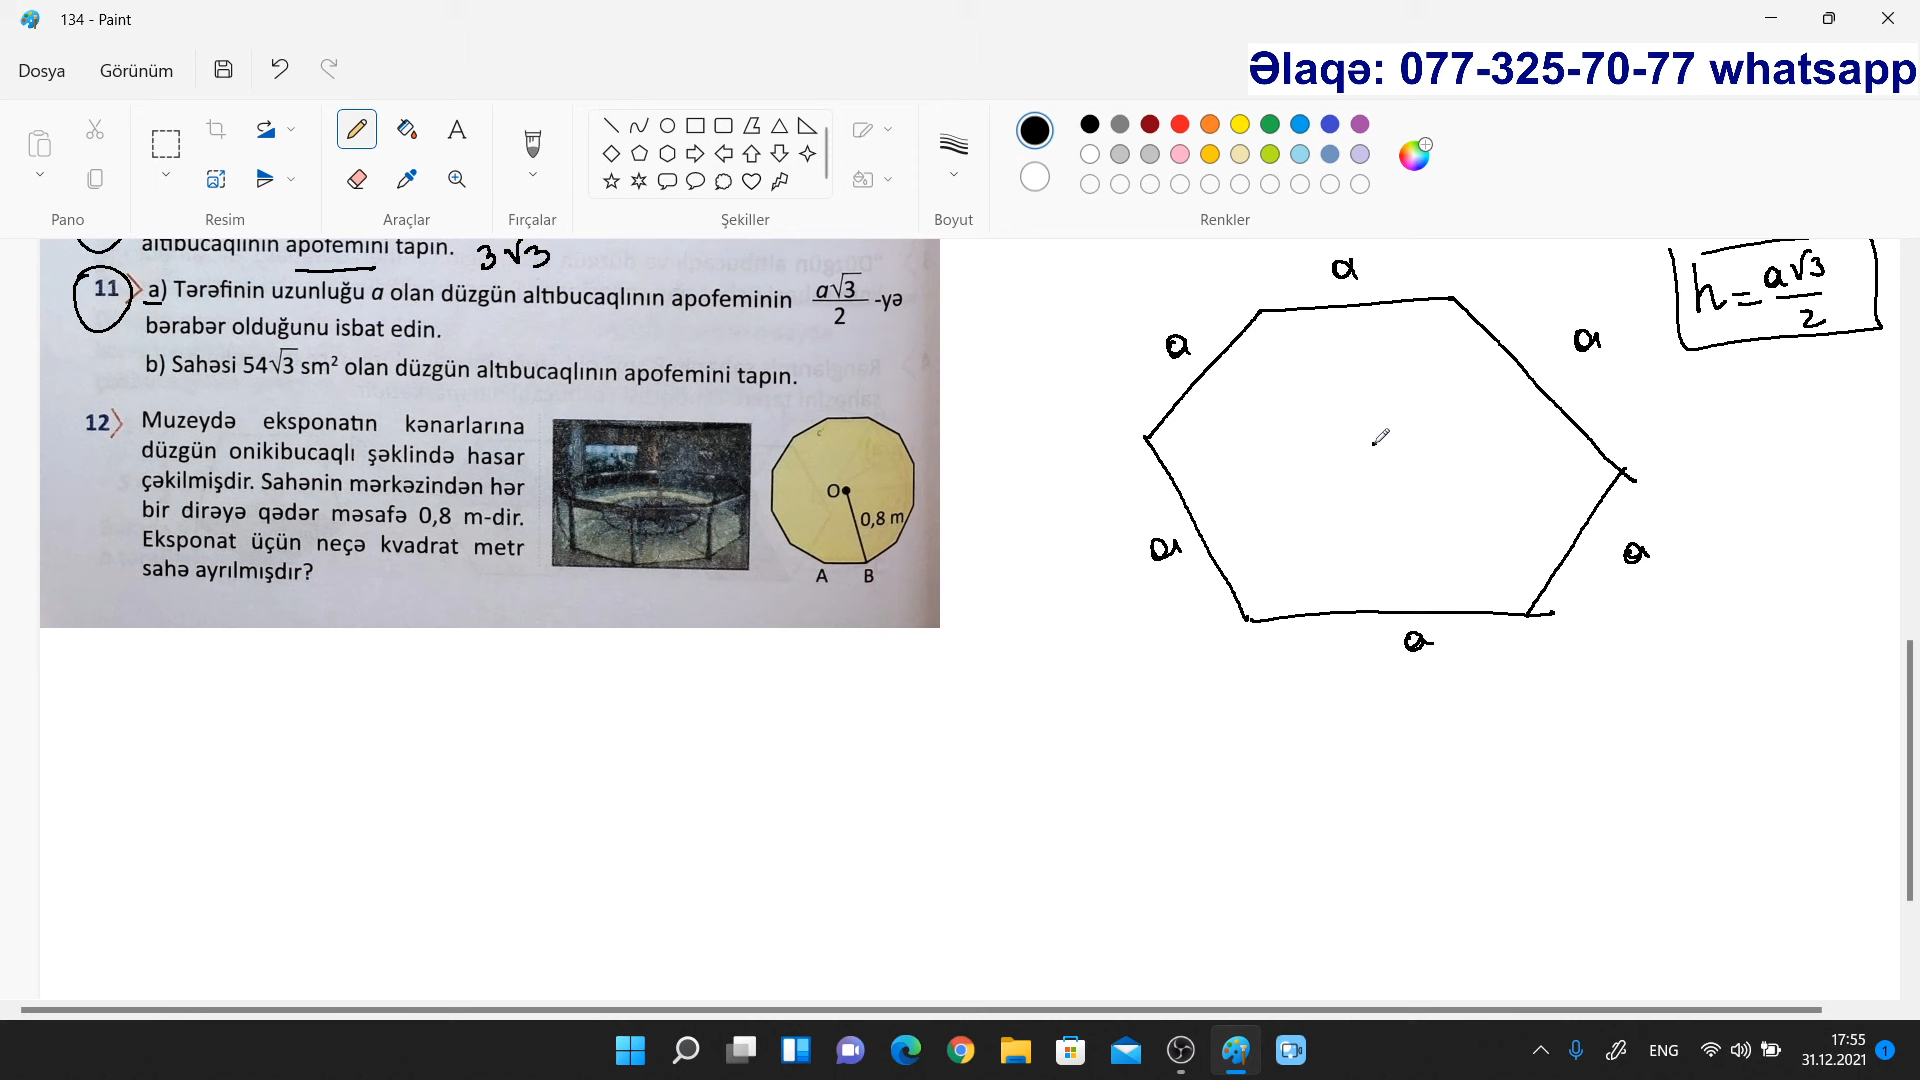 134 - Paint
Dosya
Görünüm
Əlaqə: 077-325-70-77 whatsapp
Pano
Resim
Araçlar
Fırçalar
Şekiller
Boyut
Renkler
altıbucaqlının apofemini tapın. 3√3
11 a) Tərəfinin uzunluğu a olan düzgün altıbucaqlının apofeminin a√3/2 -yə
bərabər olduğunu isbat edin.
b) Sahəsi 54√3 sm² olan düzgün altıbucaqlının apofemini tapın.
12 Muzeydə eksponatın kənarlarına
düzgün onikibucaqlı şəklində hasar
çəkilmişdir. Sahənin mərkəzindən hər
bir dirəyə qədər məsafə 0,8 m-dir.
Eksponat üçün neçə kvadrat metr
sahə ayrılmışdır?
O
0,8 m
A B
a
a
a
a
a
a
h = a√3/2
ENG
17:55
31.12.2021
1